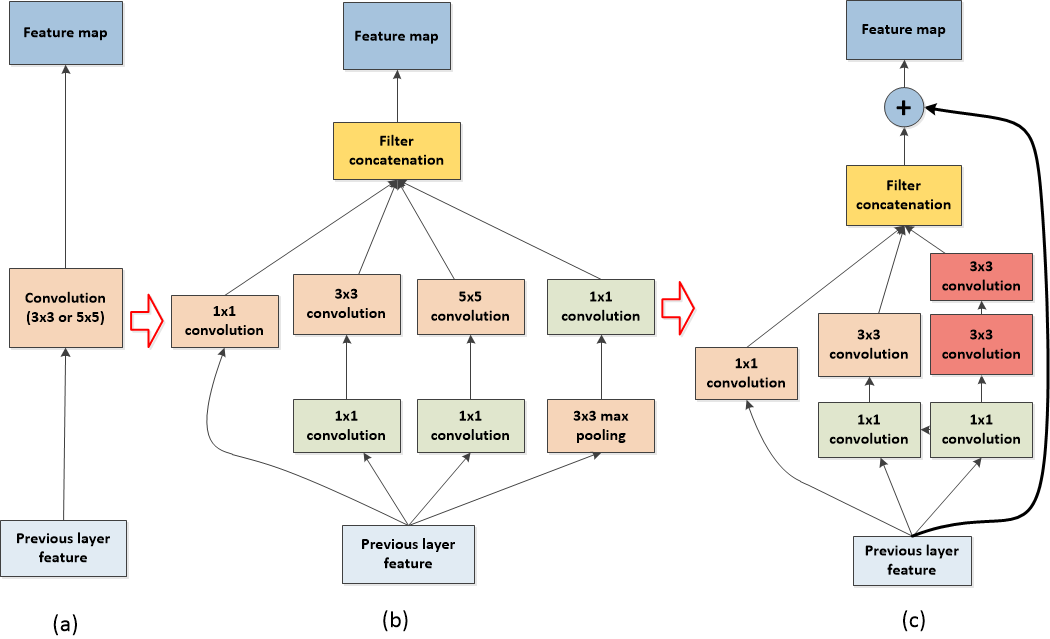 Feature map
Convolution
(3x3 or 5x5)
Previous layer
feature
(a)
Feature map
Filter
concatenation
1x1
convolution
3x3
convolution
5x5
convolution
1x1
convolution
1x1
convolution
1x1
convolution
3x3 max
pooling
Previous layer
feature
(b)
Feature map
+
Filter
concatenation
3x3
convolution
3x3
convolution
3x3
convolution
1x1
convolution
1x1
convolution
1x1
convolution
Previous layer
feature
(c)